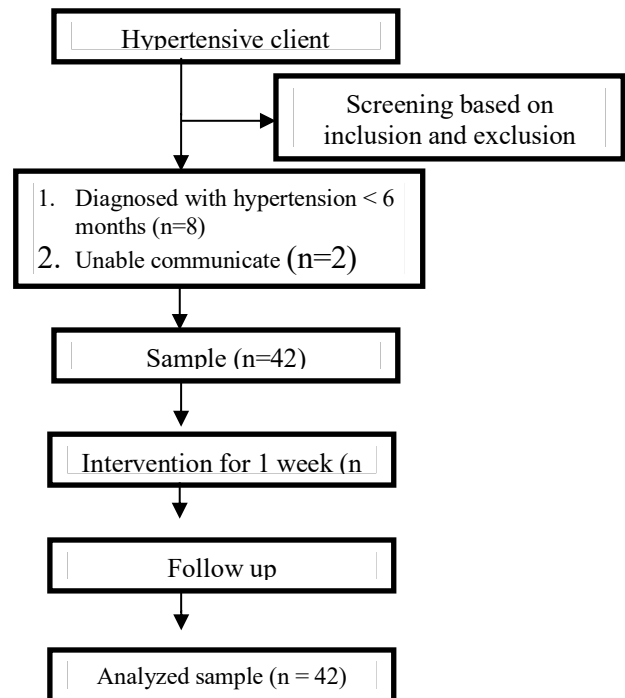 Hypertensive client
Screening based on
inclusion and exclusion
1. Diagnosed with hypertension < 6
months (n=8)
2. Unable communicate (n=2)
Sample (n=42)
Intervention for 1 week (n
Follow up
Analyzed sample (n = 42)